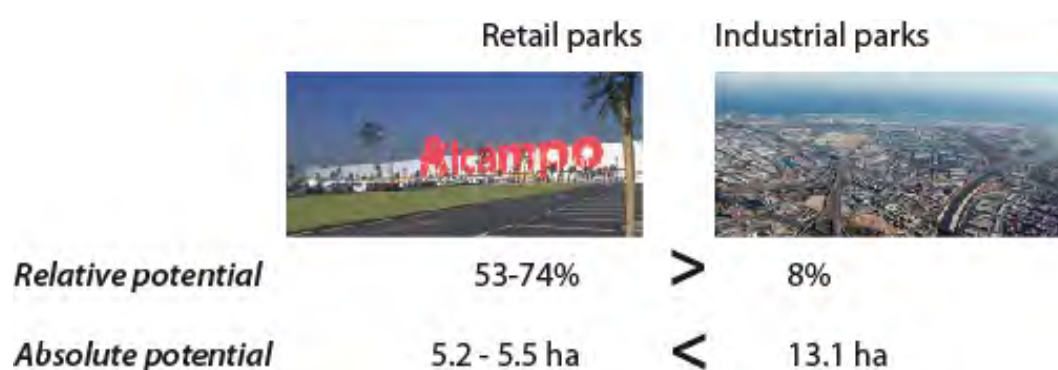 Retail parks Industrial parks
Alcampo
Relative potential 53-74% > 8%
Absolute potential 5.2 - 5.5 ha < 13.1 ha